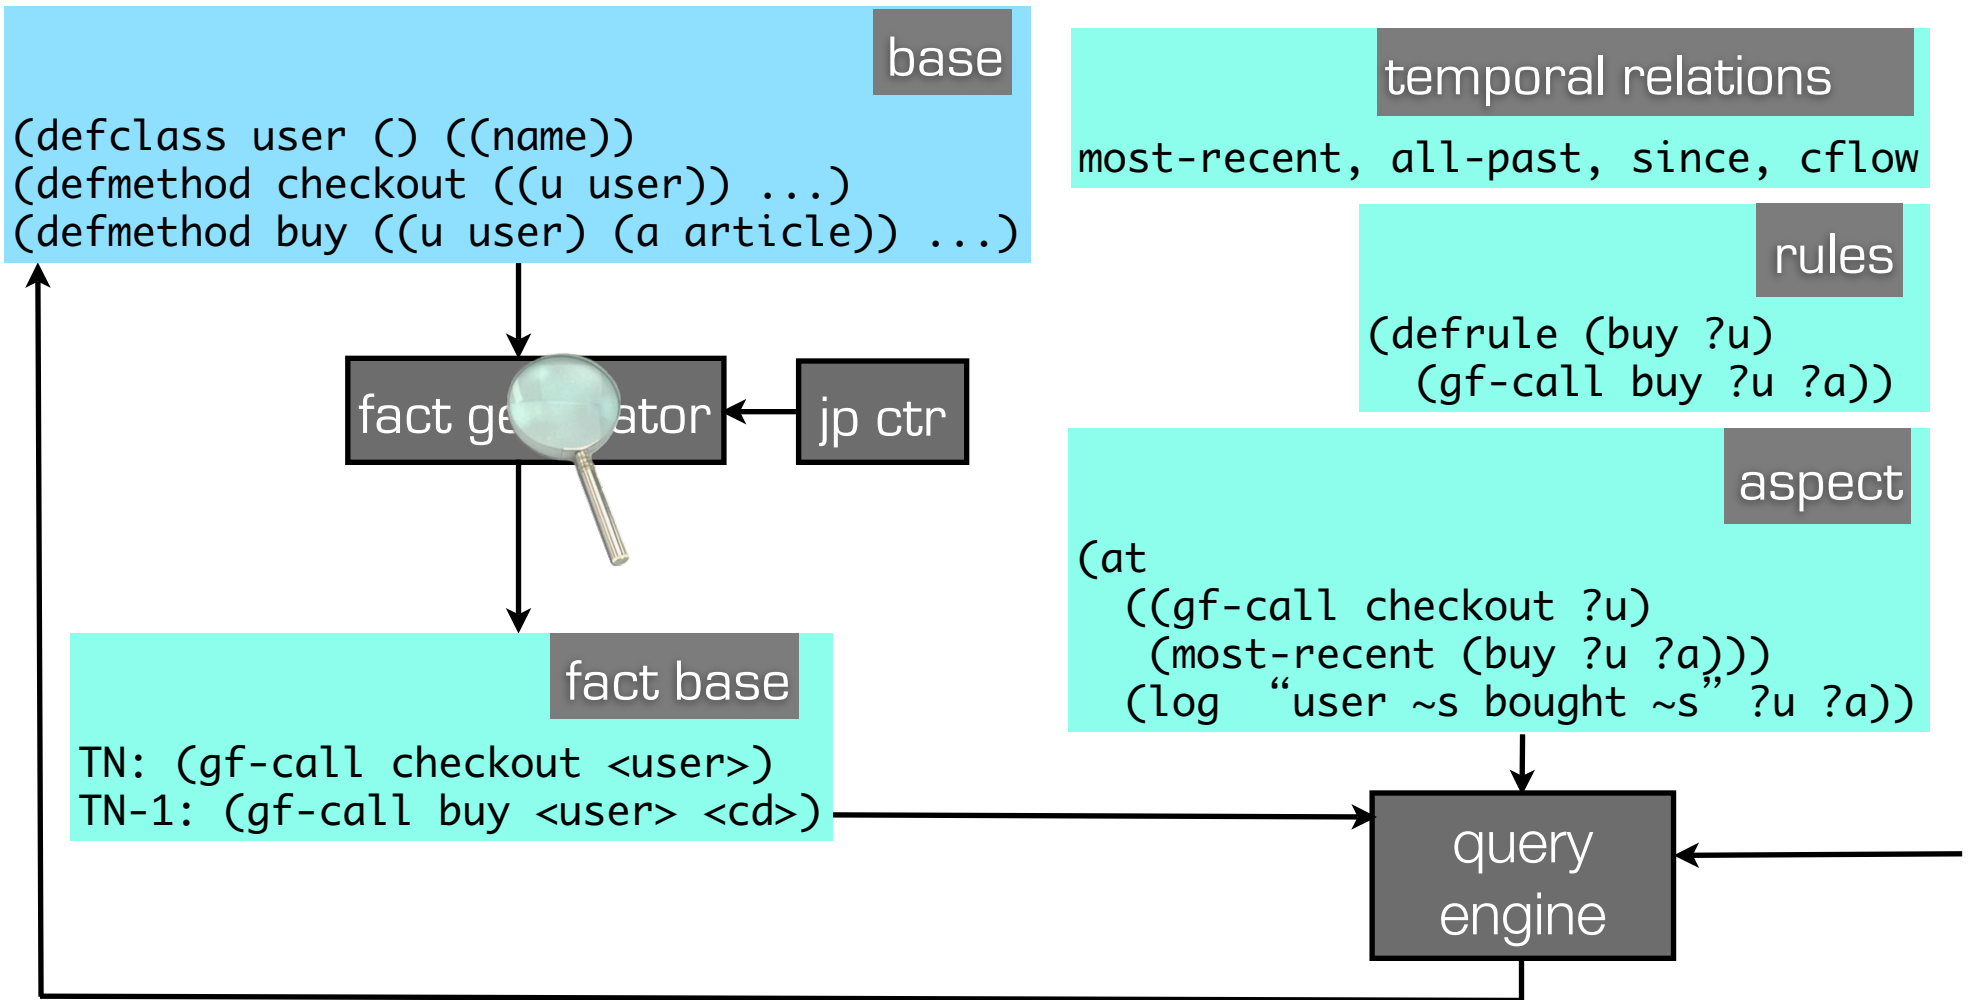 base
(defclass user () ((name))
(defmethod checkout ((u user)) ...)
(defmethod buy ((u user) (a article)) ...)
temporal relations
most-recent, all-past, since, cflow
rules
(defrule (buy ?u)
(gf-call buy ?u ?a))
fact
jp ctr
aspect
(at
((gf-call checkout ?u)
(most-recent (buy ?u ?a)))
(log “user ~s bought ~s” ?u ?a))
fact base
TN: (gf-call checkout <user>)
TN-1: (gf-call buy <user> <cd>)
query
engine